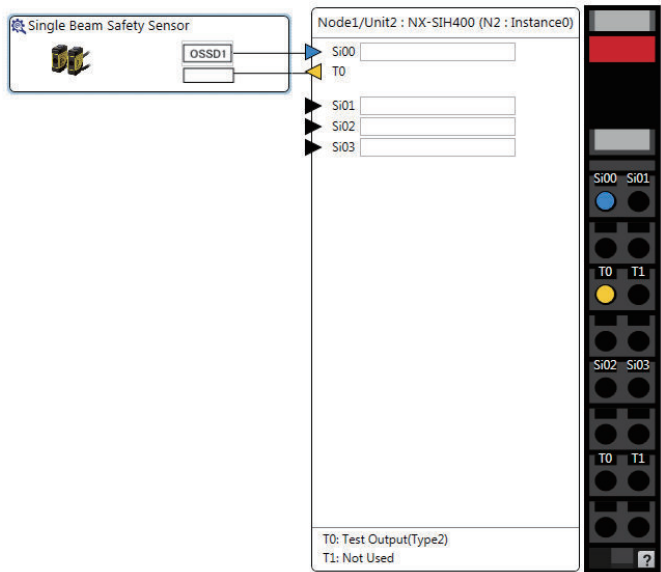 Single Beam Safety Sensor
OSSD1
Node1/Unit2 : NX-SIH400 (N2 : Instance0)
Si00
T0
Si01
Si02
Si03
T0: Test Output(Type2)
T1: Not Used
Si00 Si01
T0 T1
Si02 Si03
T0 T1
?